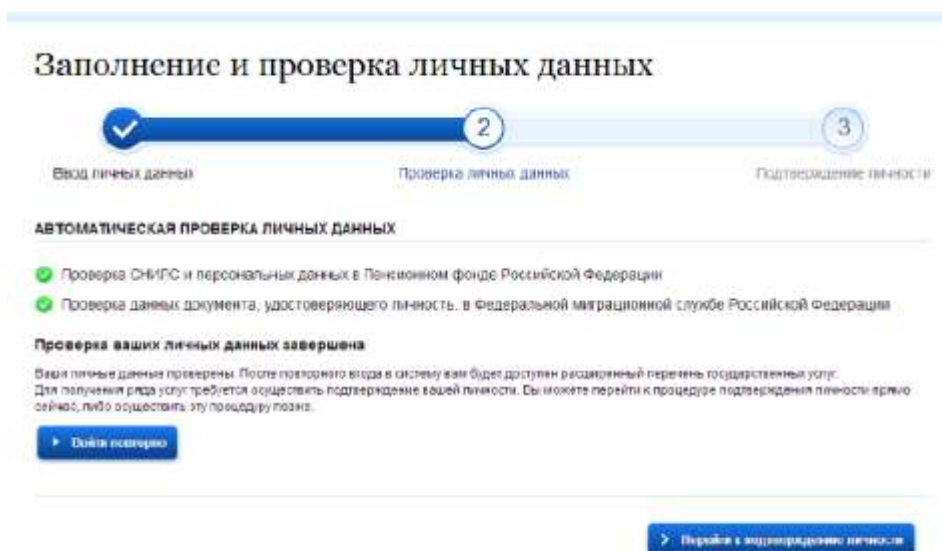 Заполнение и проверка личных данных
2
3
Ввод личных данных
Проверка личных данных
Подтверждение личности
АВТОМАТИЧЕСКАЯ ПРОВЕРКА ЛИЧНЫХ ДАННЫХ
Проверка СНИЛС и персональных данных в Пенсионном фонде Российской Федерации
Проверка данных документа, удостоверяющего личность, в Федеральной миграционной службе Российской Федерации
Проверка ваших личных данных завершена
Ваши личные данные проверены. После повторного входа в систему вам будет доступен расширенный перечень государственных услуг.
Для получения ряда услуг требуется осуществить подтверждение вашей личности. Вы можете перейти к процедуре подтверждения личности прямо
сейчас, либо осуществить эту процедуру позже.
Войти повторно
Перейти к подтверждению личности